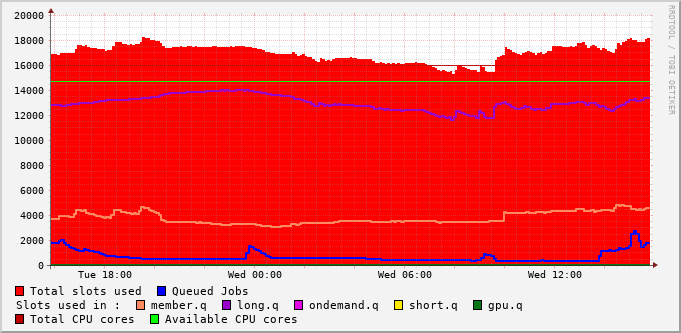 20000
18000
16000
14000
12000
10000
8000
6000
4000
2000
0
Tue 18:00 Wed 00:00 Wed 06:00 Wed 12:00
RRDTOOL / TOBI OETIKER
Total slots used Queued Jobs
Slots used in : member.q long.q ondemand.q short.q gpu.q
Total CPU cores Available CPU cores